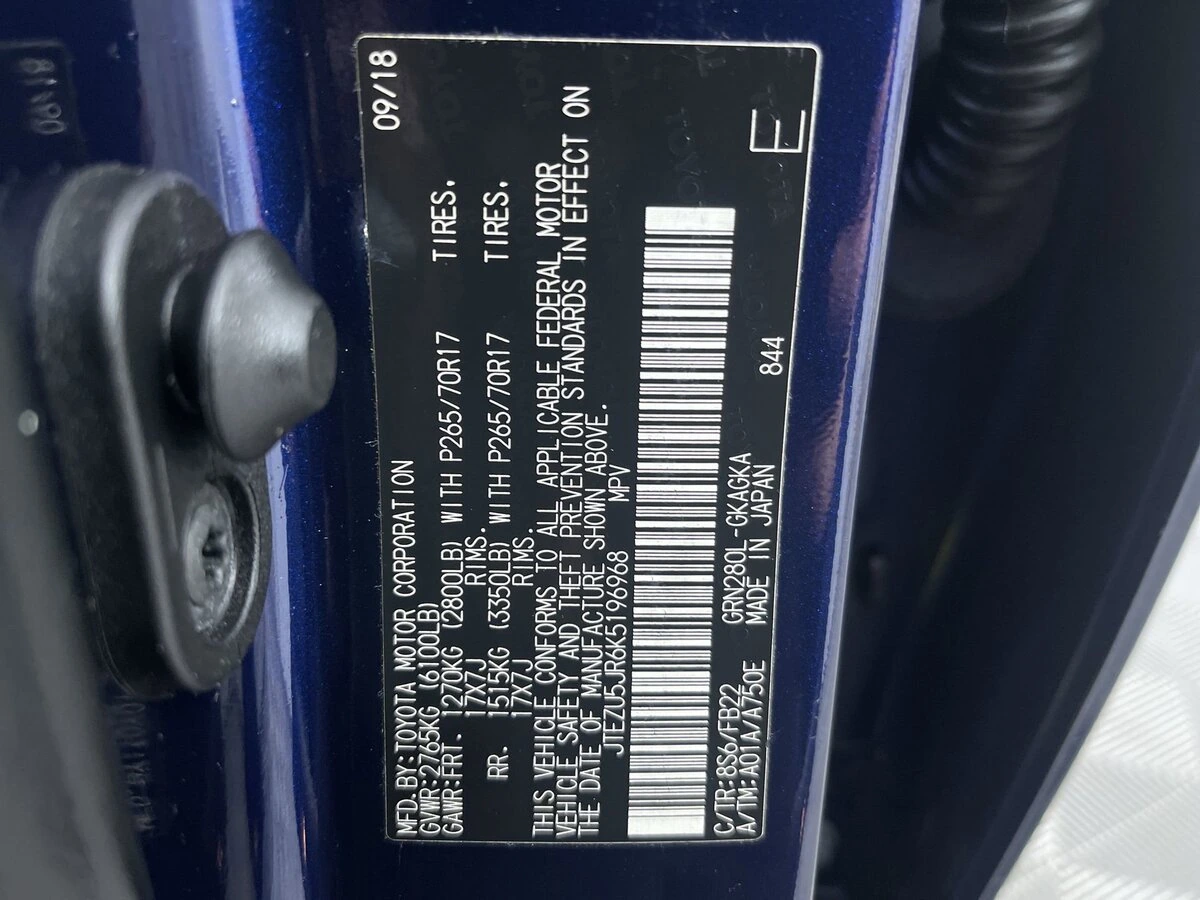 MFD.BY:TOYOTA MOTOR CORPORATION 09/18
GVWR:2765KG (6100LB)
GAWR:FRT. 1270KG (2800LB) WITH P265/70R17 TIRES.
17X7J RIMS.
RR. 1515KG (3350LB) WITH P265/70R17 TIRES.
17X7J RIMS.
THIS VEHICLE CONFORMS TO ALL APPLICABLE FEDERAL MOTOR
VEHICLE SAFETY AND THEFT PREVENTION STANDARDS IN EFFECT ON
THE DATE OF MANUFACTURE SHOWN ABOVE.
JTEZU5JR6K5196968 MPV
C/TR:8S6/FB22 GRN280L-GKAGKA 844
A/TM:A01A/A750E MADE IN JAPAN
E